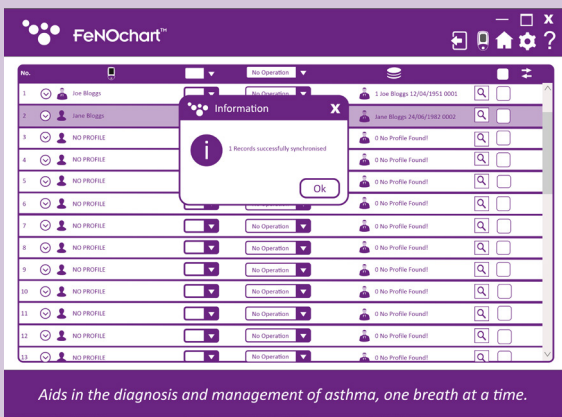 FeNOchart™
No. No Operation
1 Joe Bloggs No Operation 1 Joe Bloggs 12/04/1951 0001
2 Jane Bloggs Jane Bloggs 24/06/1982 0002
Information X
1 Records successfully synchronised
Ok
3 NO PROFILE 0 No Profile Found!
4 NO PROFILE 0 No Profile Found!
5 NO PROFILE 0 No Profile Found!
6 NO PROFILE 0 No Profile Found!
7 NO PROFILE No Operation 0 No Profile Found!
8 NO PROFILE No Operation 0 No Profile Found!
9 NO PROFILE No Operation 0 No Profile Found!
10 NO PROFILE No Operation 0 No Profile Found!
11 NO PROFILE No Operation 0 No Profile Found!
12 NO PROFILE No Operation 0 No Profile Found!
13 NO PROFILE No Operation 0 No Profile Found!
Aids in the diagnosis and management of asthma, one breath at a time.